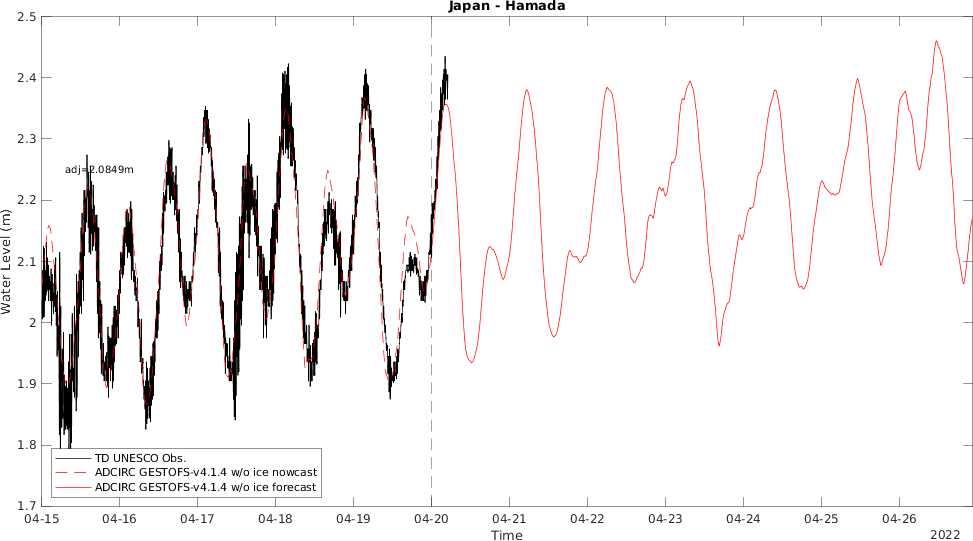 Japan - Hamada
2.5
2.4
2.3
2.2
2.1
2
1.9
1.8
1.7
Water Level (m)
adj=2.0849m
TD UNESCO Obs.
ADCIRC GESTOFS-v4.1.4 w/o ice nowcast
ADCIRC GESTOFS-v4.1.4 w/o ice forecast
04-15 04-16 04-17 04-18 04-19 04-20 04-21 04-22 04-23 04-24 04-25 04-26
Time
2022